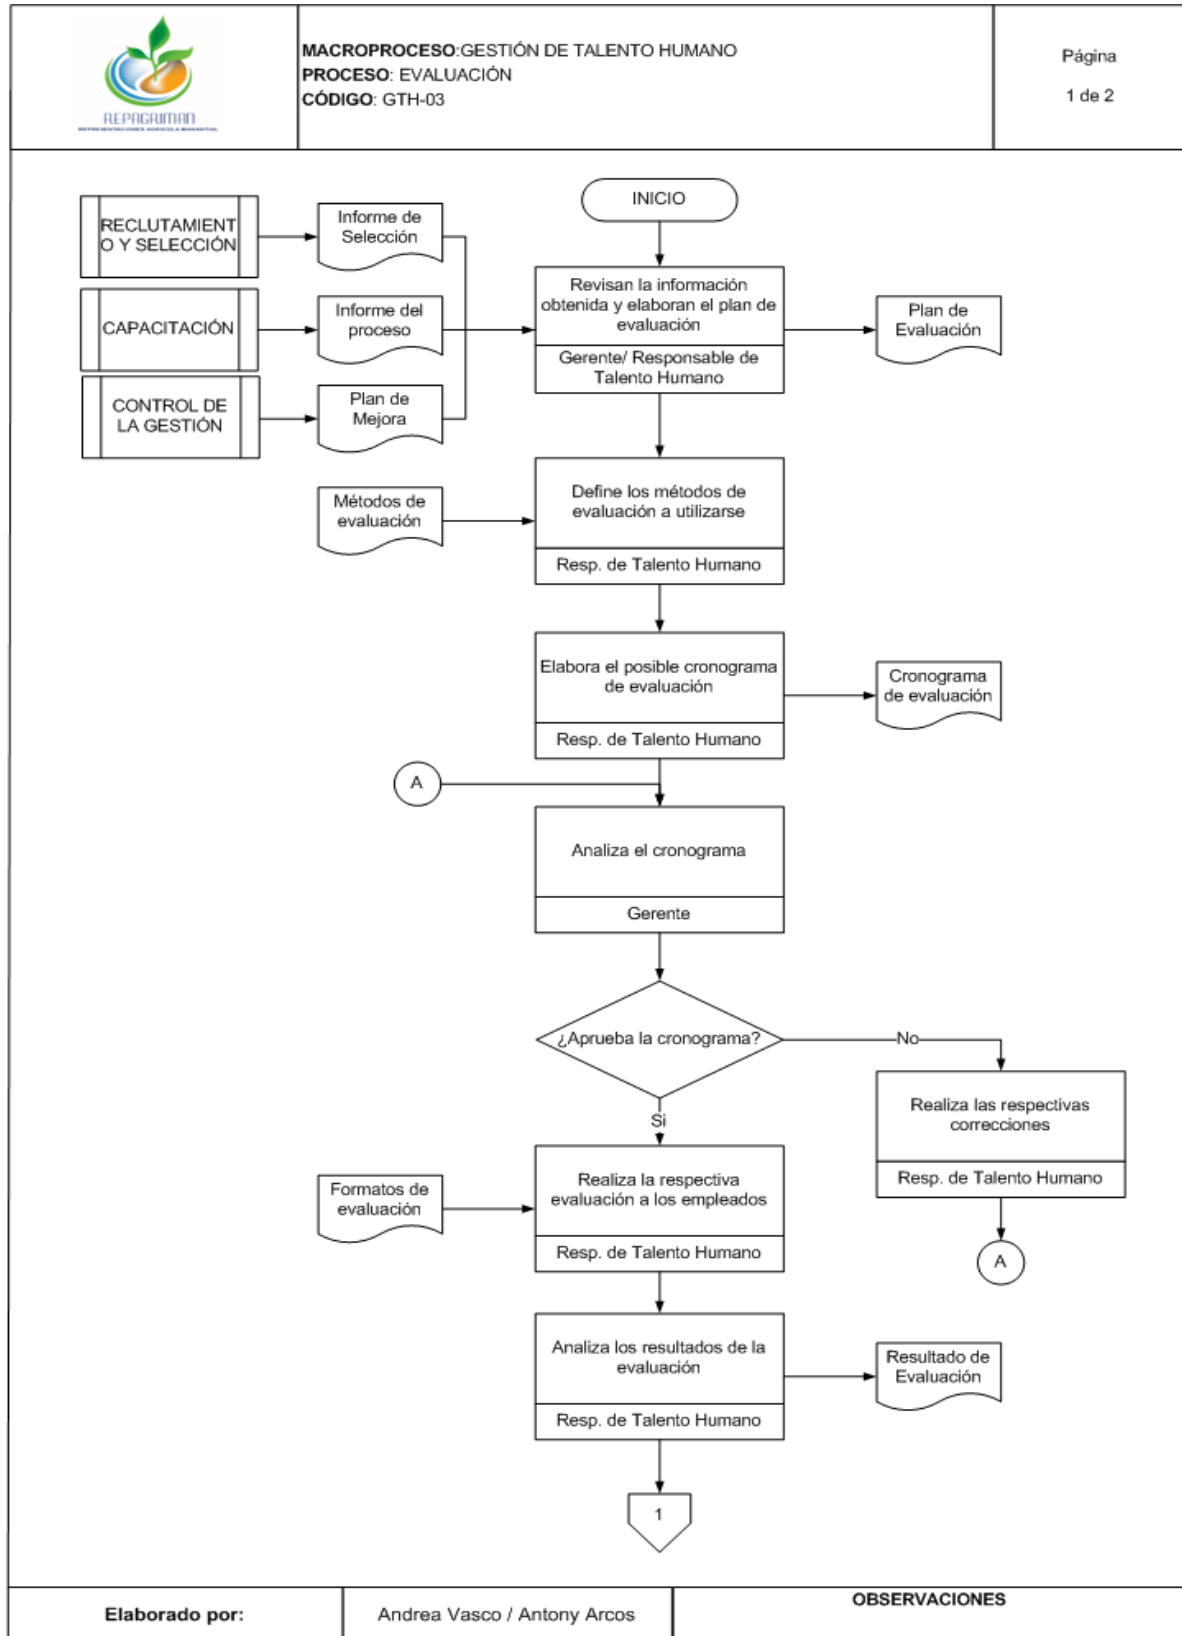 REPAGRIMAN
REPRESENTACIONES AGRICOLA MANANTIAL
MACROPROCESO:GESTIÓN DE TALENTO HUMANO
PROCESO: EVALUACIÓN
CÓDIGO: GTH-03
Página
1 de 2
INICIO
RECLUTAMIENT
O Y SELECCIÓN
Informe de
Selección
Revisan la información
obtenida y elaboran el plan de
evaluación
Gerente/ Responsable de
Talento Humano
Plan de
Evaluación
CAPACITACIÓN
Informe del
proceso
CONTROL DE
LA GESTIÓN
Plan de
Mejora
Métodos de
evaluación
Define los métodos de
evaluación a utilizarse
Resp. de Talento Humano
Elabora el posible cronograma
de evaluación
Resp. de Talento Humano
Cronograma
de evaluación
A
Analiza el cronograma
Gerente
¿Aprueba la cronograma?
No
Si
Realiza las respectivas
correcciones
Resp. de Talento Humano
A
Formatos de
evaluación
Realiza la respectiva
evaluación a los empleados
Resp. de Talento Humano
Analiza los resultados de la
evaluación
Resp. de Talento Humano
Resultado de
Evaluación
1
Elaborado por:
Andrea Vasco / Antony Arcos
OBSERVACIONES